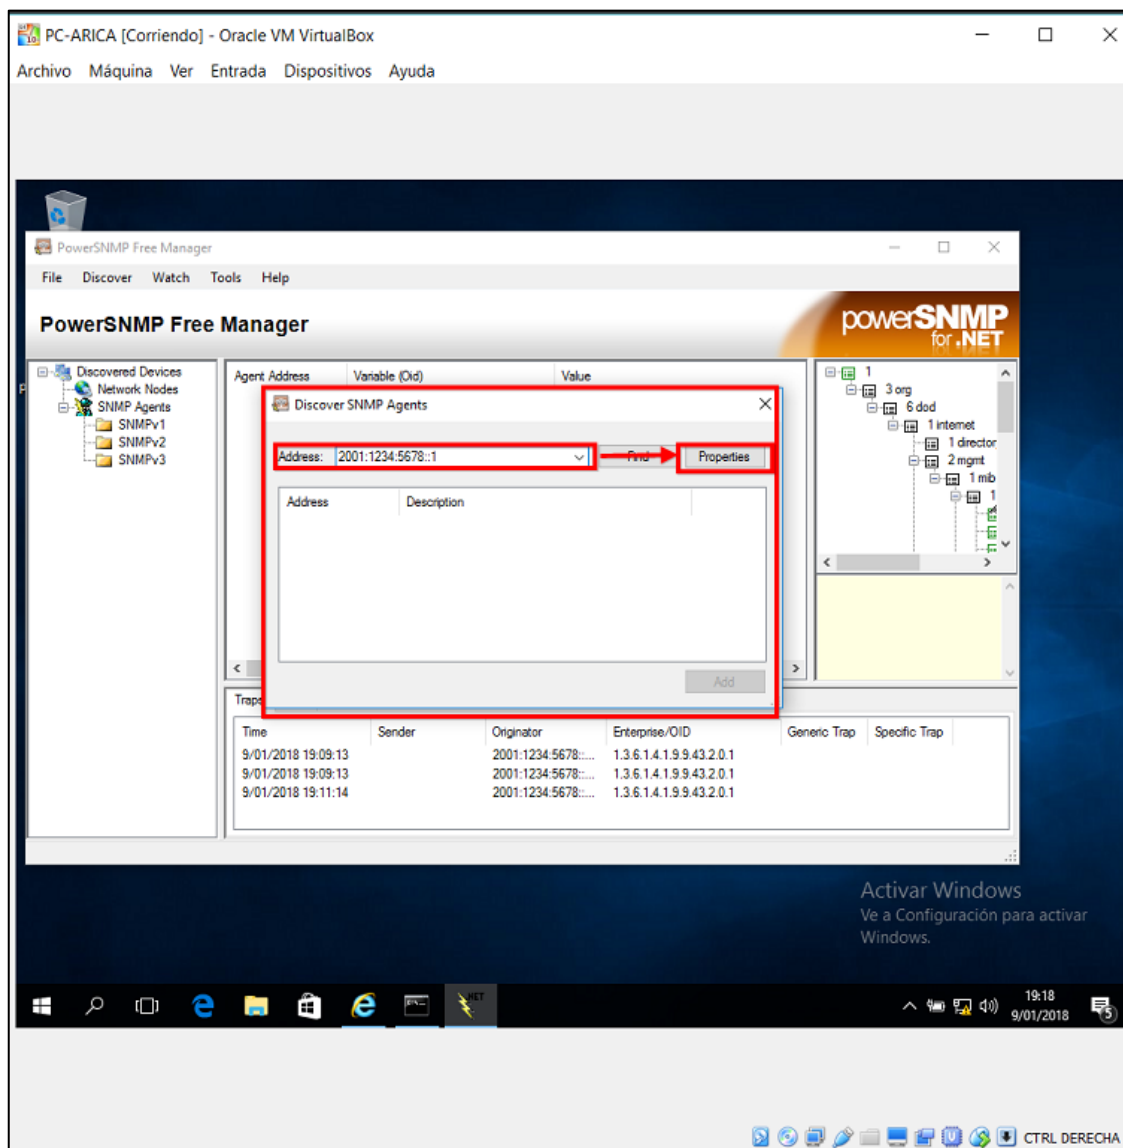 PC-ARICA [Corriendo] - Oracle VM VirtualBox
Archivo Máquina Ver Entrada Dispositivos Ayuda
PowerSNMP Free Manager
File Discover Watch Tools Help
PowerSNMP Free Manager
powerSNMP
for .NET
Discovered Devices
Network Nodes
SNMP Agents
SNMPv1
SNMPv2
SNMPv3
Agent Address Variable (Oid) Value
Discover SNMP Agents
Address: 2001:1234:5678::1 Find Properties
Address Description
Add
1
3 org
6 dod
1 internet
1 director
2 mgmt
1 mib
1
Traps
Time Sender Originator Enterprise/OID Generic Trap Specific Trap
9/01/2018 19:09:13 2001:1234:5678::... 1.3.6.1.4.1.9.9.43.2.0.1
9/01/2018 19:09:13 2001:1234:5678::... 1.3.6.1.4.1.9.9.43.2.0.1
9/01/2018 19:11:14 2001:1234:5678::... 1.3.6.1.4.1.9.9.43.2.0.1
Activar Windows
Ve a Configuración para activar
Windows.
.NET
19:18
9/01/2018
5
CTRL DERECHA